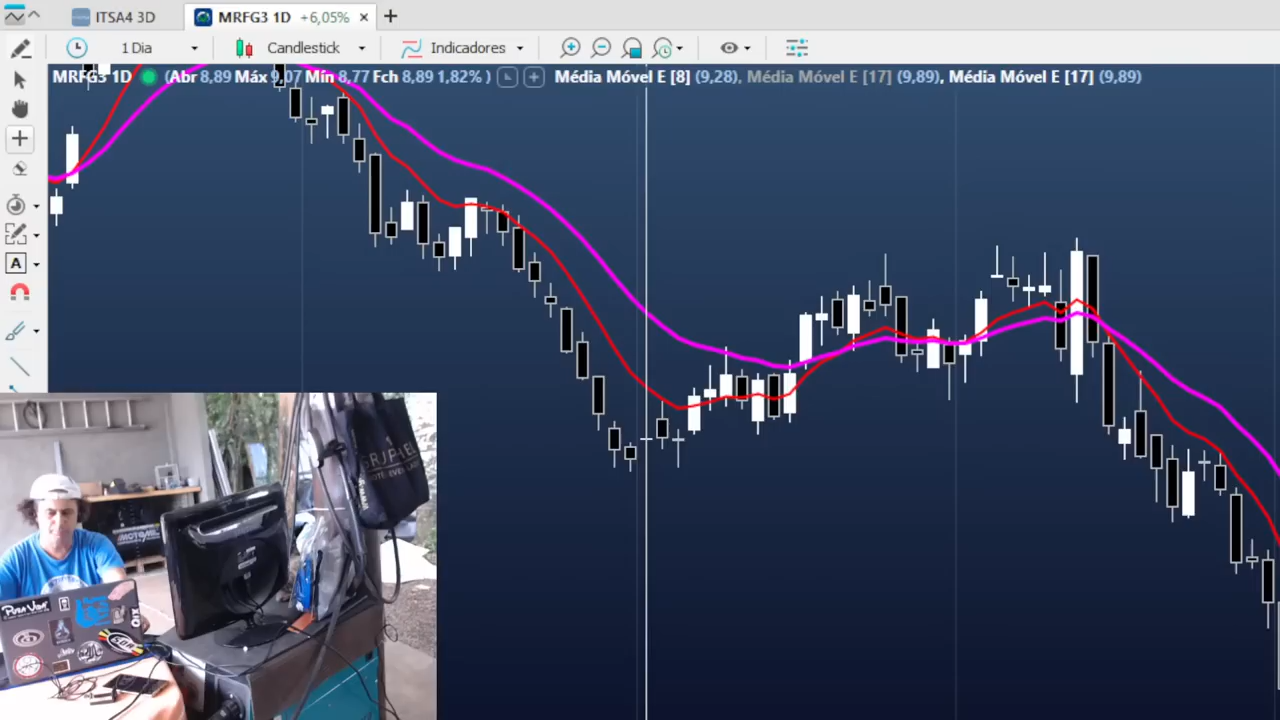 ITSA4 3D
MRFG3 1D +6,05%
1 Dia
Candlestick
Indicadores
MRFG3 1D (Abr 8,89 Máx 9,07 Mín 8,77 Fch 8,89 1,82% ) Média Móvel E [8] (9,28), Média Móvel E [17] (9,89), Média Móvel E [17] (9,89)
A
PURA VIDA